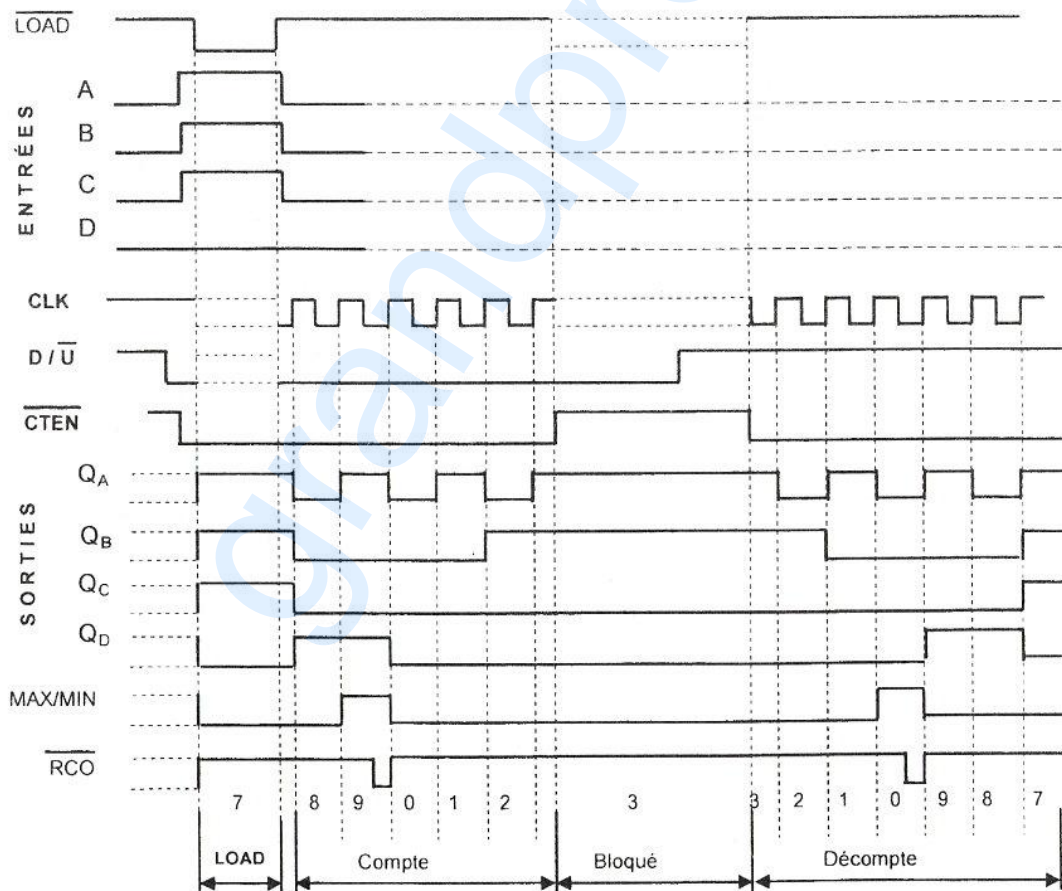 LOAD
ENTRÉES
A
B
C
D
CLK
D / U
CTEN
SORTIES
QA
QB
QC
QD
MAX/MIN
RCO
7 8 9 0 1 2 3 3 2 1 0 9 8 7
LOAD Compte Bloqué Décompte
grandpr